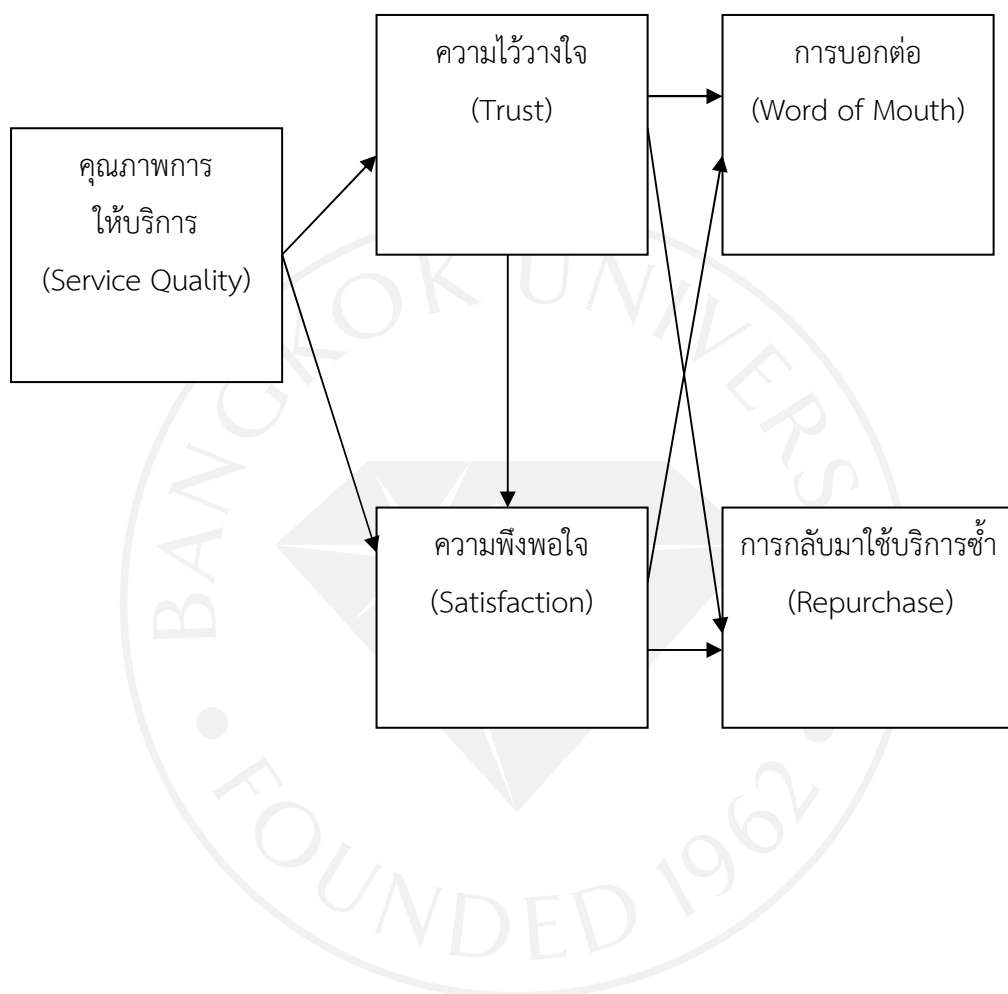 ความไว้วางใจ
(Trust)
การบอกต่อ
(Word of Mouth)
คุณภาพการ
ให้บริการ
(Service Quality)
ความพึงพอใจ
(Satisfaction)
การกลับมาใช้บริการซ้ำ
(Repurchase)
BANGKOK UNIVERS
FOUNDED 1962